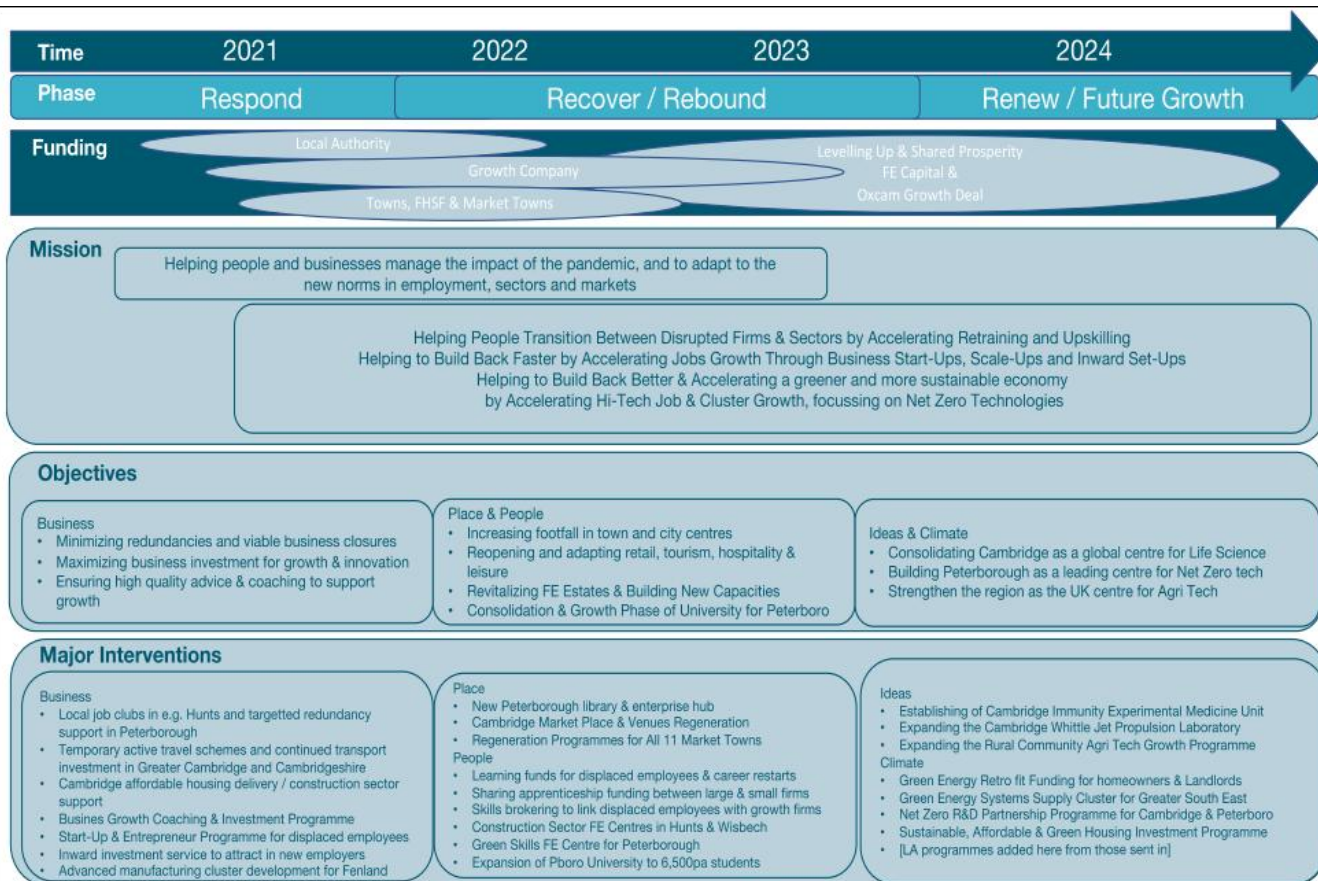 Time 2021 2022 2023 2024
Phase Respond Recover / Rebound Renew / Future Growth
Funding
Local Authority
Growth Company
Towns, FHSF & Market Towns
Levelling Up & Shared Prosperity
FE Capital &
Oxcam Growth Deal
Mission
Helping people and businesses manage the impact of the pandemic, and to adapt to the
new norms in employment, sectors and markets
Helping People Transition Between Disrupted Firms & Sectors by Accelerating Retraining and Upskilling
Helping to Build Back Faster by Accelerating Jobs Growth Through Business Start-Ups, Scale-Ups and Inward Set-Ups
Helping to Build Back Better & Accelerating a greener and more sustainable economy
by Accelerating Hi-Tech Job & Cluster Growth, focussing on Net Zero Technologies
Objectives
Business
• Minimizing redundancies and viable business closures
• Maximizing business investment for growth & innovation
• Ensuring high quality advice & coaching to support
growth
Place & People
• Increasing footfall in town and city centres
• Reopening and adapting retail, tourism, hospitality &
leisure
• Revitalizing FE Estates & Building New Capacities
• Consolidation & Growth Phase of University for Peterboro
Ideas & Climate
• Consolidating Cambridge as a global centre for Life Science
• Building Peterborough as a leading centre for Net Zero tech
• Strengthen the region as the UK centre for Agri Tech
Major Interventions
Business
• Local job clubs in e.g. Hunts and targetted redundancy
support in Peterborough
• Temporary active travel schemes and continued transport
investment in Greater Cambridge and Cambridgeshire
• Cambridge affordable housing delivery / construction sector
support
• Busines Growth Coaching & Investment Programme
• Start-Up & Entrepreneur Programme for displaced employees
• Inward investment service to attract in new employers
• Advanced manufacturing cluster development for Fenland
Place
• New Peterborough library & enterprise hub
• Cambridge Market Place & Venues Regeneration
• Regeneration Programmes for All 11 Market Towns
People
• Learning funds for displaced employees & career restarts
• Sharing apprenticeship funding between large & small firms
• Skills brokering to link displaced employees with growth firms
• Construction Sector FE Centres in Hunts & Wisbech
• Green Skills FE Centre for Peterborough
• Expansion of Pboro University to 6,500pa students
Ideas
• Establishing of Cambridge Immunity Experimental Medicine Unit
• Expanding the Cambridge Whittle Jet Propulsion Laboratory
• Expanding the Rural Community Agri Tech Growth Programme
Climate
• Green Energy Retro fit Funding for homeowners & Landlords
• Green Energy Systems Supply Cluster for Greater South East
• Net Zero R&D Partnership Programme for Cambridge & Peterboro
• Sustainable, Affordable & Green Housing Investment Programme
• [LA programmes added here from those sent in]